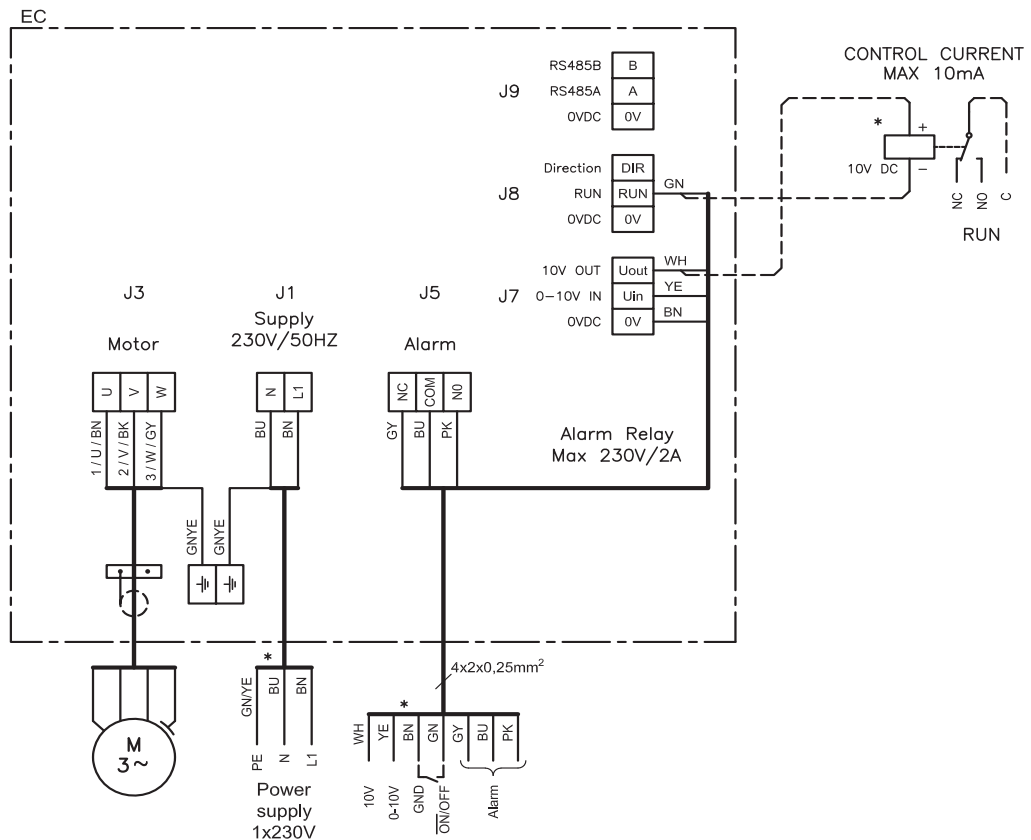 EC
RS485B B
J9 RS485A A
0VDC 0V
CONTROL CURRENT
MAX 10mA
* +
10V DC −
NC NO C
RUN
Direction DIR
J8 RUN RUN GN
0VDC 0V
10V OUT Uout WH
J7 0–10V IN Uin YE
0VDC 0V BN
J3
Motor
U V W
1 / U / BN 2 / V / BK 3 / W / GY
J1
Supply
230V/50HZ
N L1
BU BN
J5
Alarm
NC COM N0
GY BU PK
Alarm Relay
Max 230V/2A
GNYE GNYE
M
3~
*
GN/YE BU BN
PE N L1
Power
supply
1x230V
4x2x0,25mm²
*
WH YE BN GN GY BU PK
10V 0-10V GND ON/OFF Alarm